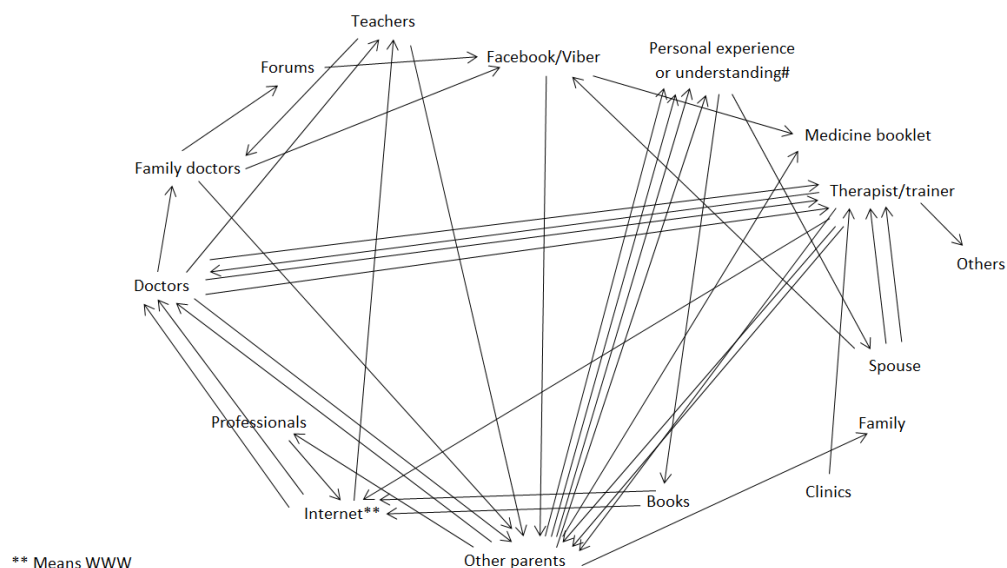 Teachers
Facebook/Viber
Personal experience
or understanding#
Forums
Medicine booklet
Family doctors
Therapist/trainer
Others
Doctors
Spouse
Professionals
Family
Clinics
Books
Internet**
Other parents
** Means WWW